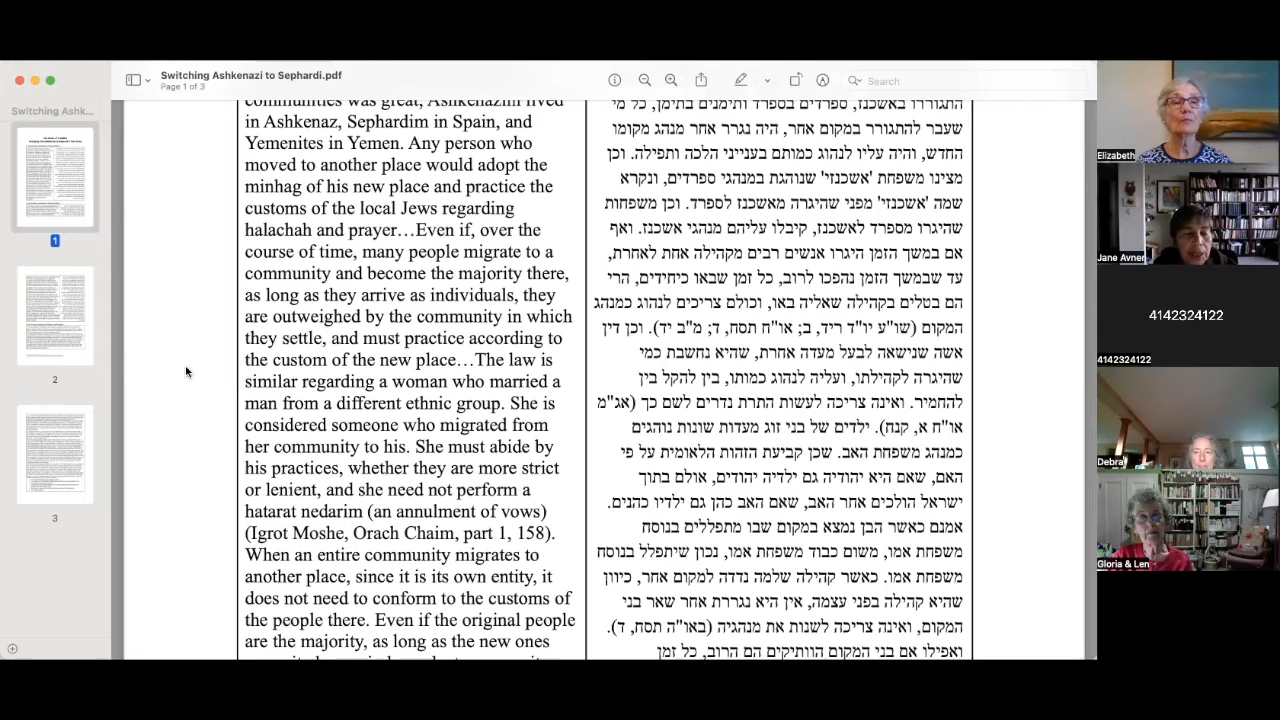 Switching Ashkenazi to Sephardi.pdf
Page 1 of 3
Search
Switching Ashk...
1
2
3
communities was great, Ashkenazim lived
in Ashkenaz, Sephardim in Spain, and
Yemenites in Yemen. Any person who
moved to another place would adopt the
minhag of his new place and practice the
customs of the local Jews regarding
halachah and prayer…Even if, over the
course of time, many people migrate to a
community and become the majority there,
as long as they arrive as individuals, they
are outweighed by the community in which
they settle, and must practice according to
the custom of the new place…The law is
similar regarding a woman who married a
man from a different ethnic group. She is
considered someone who migrated from
her community to his. She must abide by
his practices, whether they are more strict
or lenient, and she need not perform a
hatarat nedarim (an annulment of vows)
(Igrot Moshe, Orach Chaim, part 1, 158).
When an entire community migrates to
another place, since it is its own entity, it
does not need to conform to the customs of
the people there. Even if the original people
are the majority, as long as the new ones
התגוררו באשכנז, ספרדים בספרד ותימנים בתימן, כל מי
שעבר להתגורר במקום אחר, היה נגרר אחר מנהג מקומו
החדש, והיה עליו לנהוג כמותם בענייני הלכה ותפלה. וכן
מצינו משפחת 'אשכנזי' שנוהגת במנהגי ספרדים, ונקרא
שמה 'אשכנזי' מפני שהיגרה מאשכנז לספרד. וכן משפחות
שהיגרו מספרד לאשכנז, קיבלו עליהם מנהגי אשכנז. ואף
אם במשך הזמן היגרו אנשים רבים מקהילה אחת לאחרת,
עד שבמשך הזמן נהפכו לרוב, כל זמן שבאו כיחידים, הרי
הם בטלים בקהילה שאליה באו, ולכן צריכים לנהוג כמנהג
המקום (שו"ע יו"ד ריד, ב; או"ח תסח, ד; מ"ב יד). וכן דין
אשה שנישאה לבעל מעדה אחרת, שהיא נחשבת כמי
שהיגרה לקהילתו, ועליה לנהוג כמותו, בין להקל בין
להחמיר. ואינה צריכה לעשות התרת נדרים לשם כך (אג"מ
או"ח א, קנח). ילדים של בני זוג מעדות שונות נוהגים
כמנהג משפחת האב. שכן קביעת הזהות הלאומית על פי
האם, שאם היא יהודיה גם ילדיה יהודים, אולם בתוך
ישראל הולכים אחר האב, שאם האב כהן גם ילדיו כהנים.
אמנם כאשר הבן נמצא במקום שבו מתפללים בנוסח
משפחת אמו, משום כבוד משפחת אמו, נכון שיתפלל בנוסח
משפחת אמו. כאשר קהילה שלמה נדדה למקום אחר, כיוון
שהיא קהילה בפני עצמה, אין היא נגררת אחר שאר בני
המקום, ואינה צריכה לשנות את מנהגיה (באו"ה תסח, ד).
ואפילו אם בני המקום הוותיקים הם הרוב, כל זמן
Elizabeth
Jane Avner
4142324122
4142324122
Debra
Gloria & Len